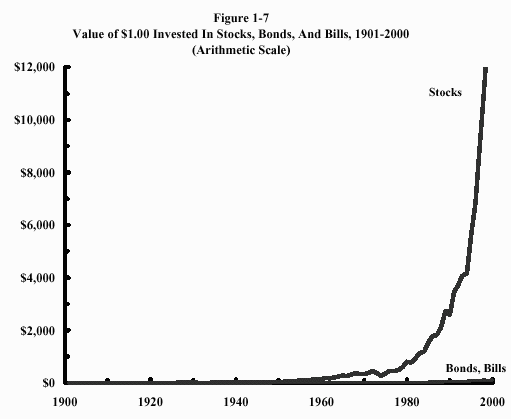 Figure 1-7
Value of $1.00 Invested In Stocks, Bonds, And Bills, 1901-2000
(Arithmetic Scale)
$12,000
Stocks
$10,000
$8,000
$6,000
$4,000
$2,000
Bonds, Bills
$0
1900 1920 1940 1960 1980 2000